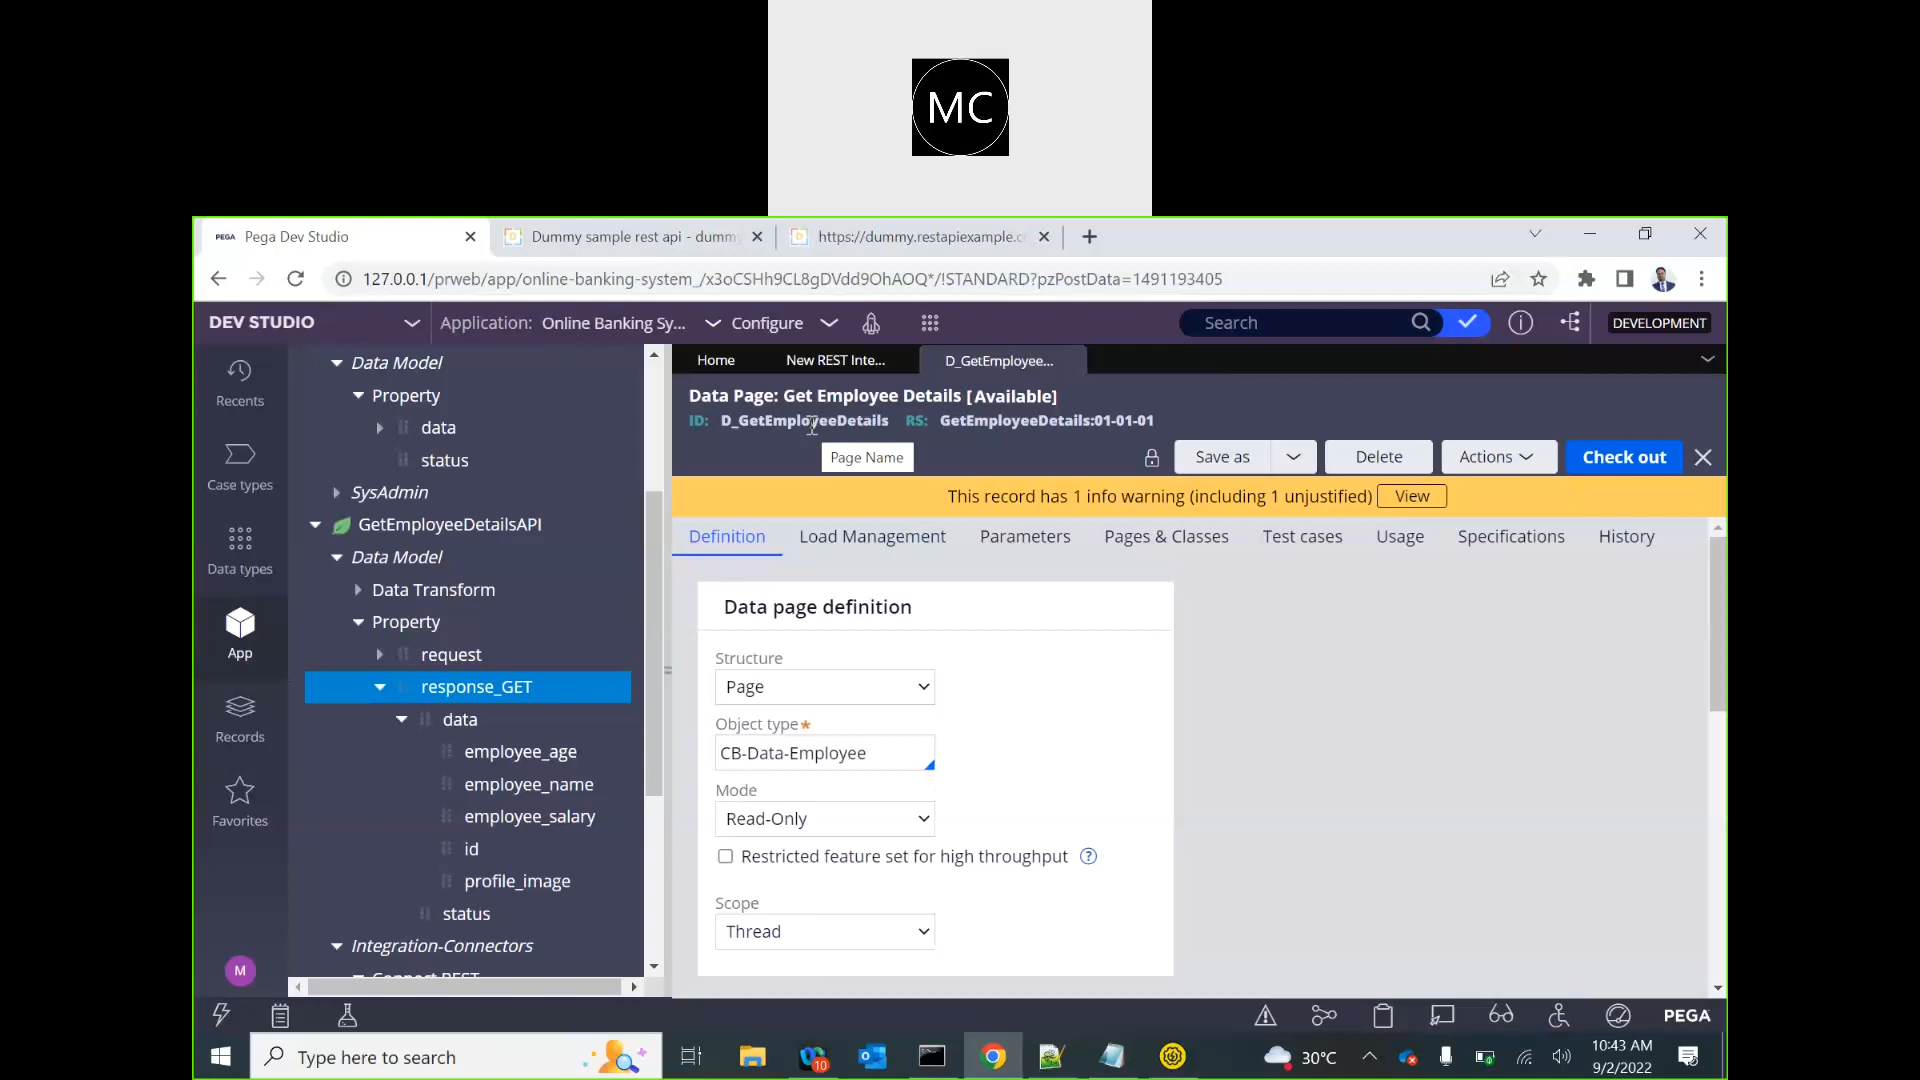 MC
PEGA Pega Dev Studio
Dummy sample rest api - dummy
https://dummy.restapiexample.c
127.0.0.1/prweb/app/online-banking-system_/x3oCSHh9CL8gDVdd9OhAOQ*/!STANDARD?pzPostData=1491193405
DEV STUDIO
Application: Online Banking Sy...
Configure
Search
DEVELOPMENT
Recents
Case types
Data types
App
Records
Favorites
M
Data Model
Property
data
status
SysAdmin
GetEmployeeDetailsAPI
Data Model
Data Transform
Property
request
response_GET
data
employee_age
employee_name
employee_salary
id
profile_image
status
Integration-Connectors
Connect REST
Home
New REST Inte...
D_GetEmployee...
Data Page: Get Employee Details [Available]
ID: D_GetEmployeeDetails RS: GetEmployeeDetails:01-01-01
Page Name
Save as
Delete
Actions
Check out
This record has 1 info warning (including 1 unjustified) View
Definition
Load Management
Parameters
Pages & Classes
Test cases
Usage
Specifications
History
Data page definition
Structure
Page
Object type*
CB-Data-Employee
Mode
Read-Only
Restricted feature set for high throughput ?
Scope
Thread
PEGA
Type here to search
10
30°C
10:43 AM
9/2/2022